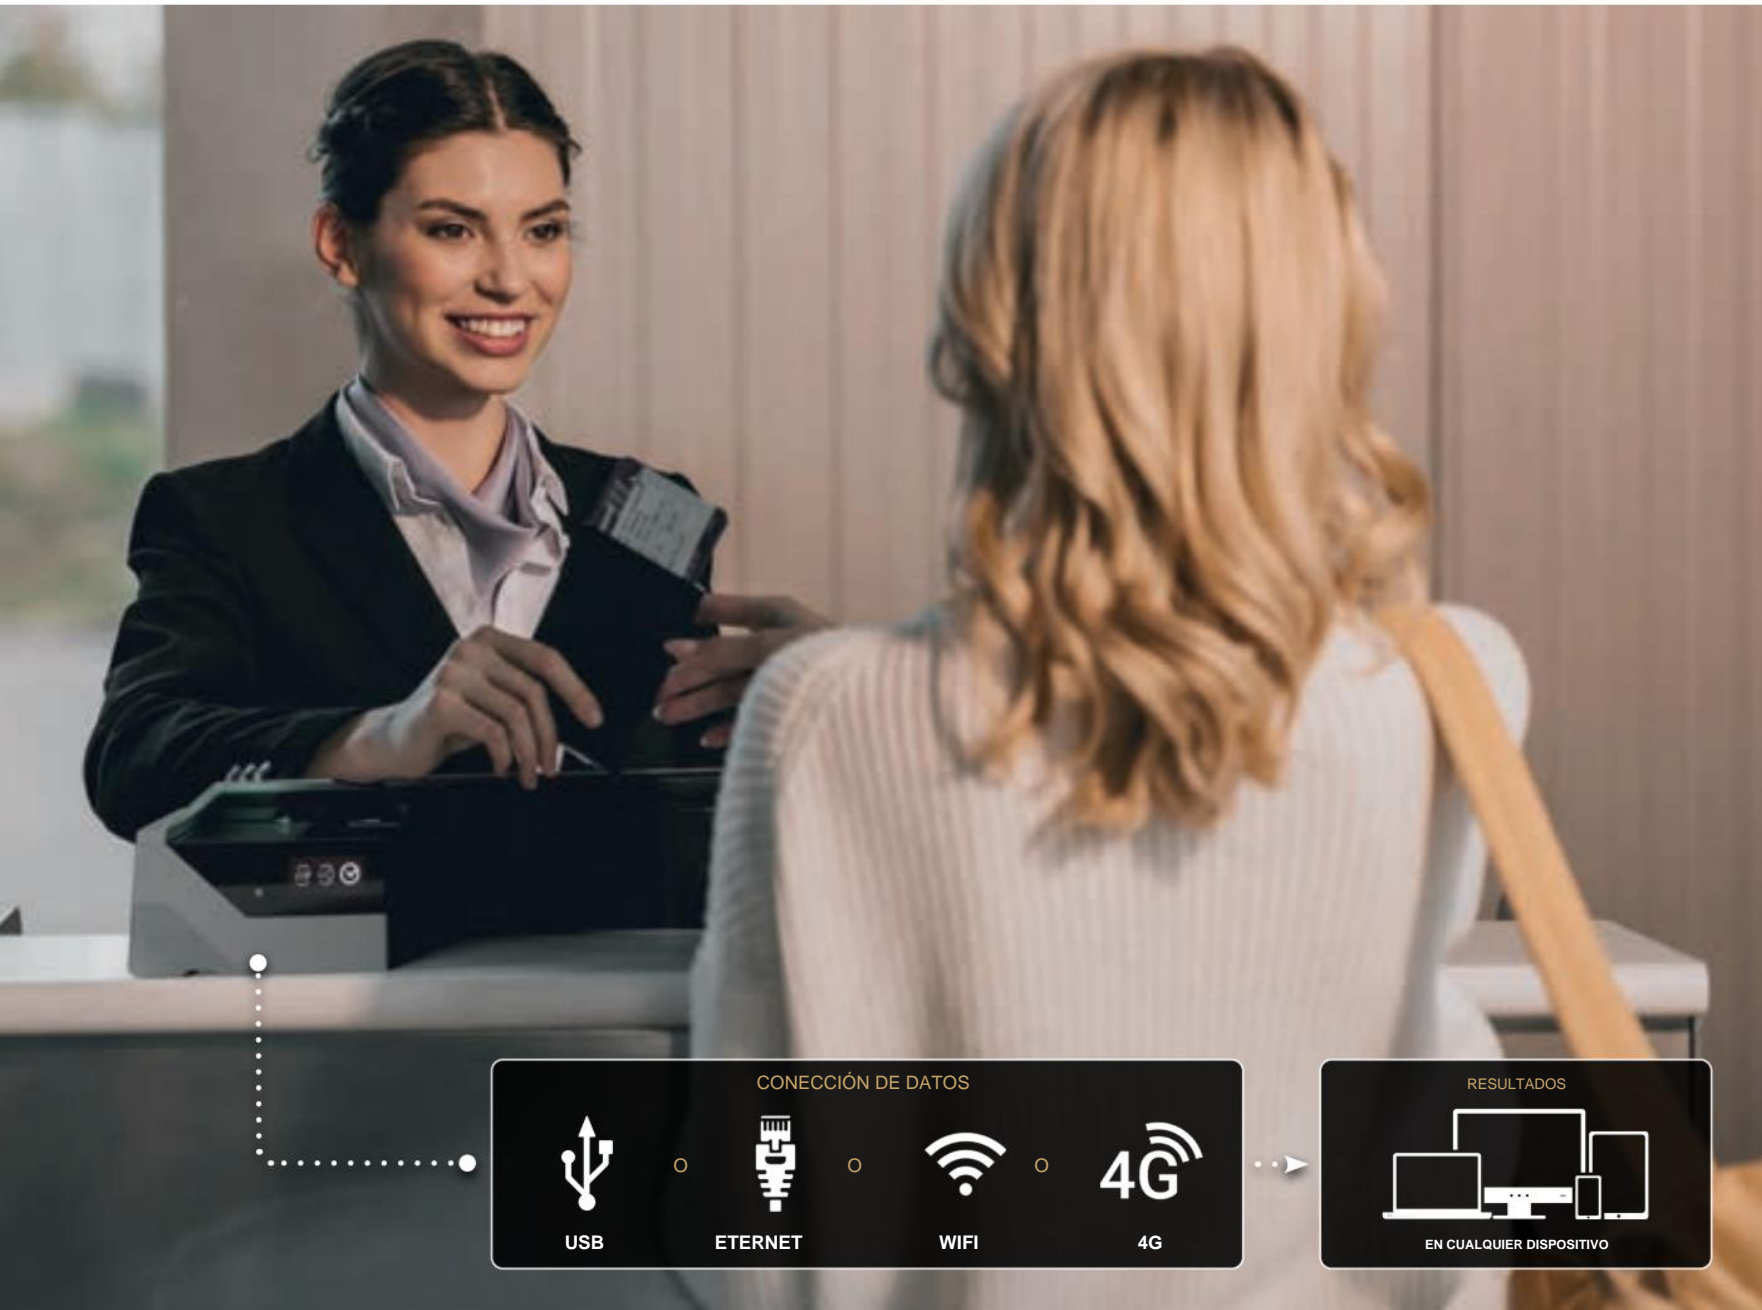 CONECCIÓN DE DATOS
RESULTADOS
4G
O
O
O
USB
ETERNET
WIFI
4G
EN CUALQUIER DISPOSITIVO